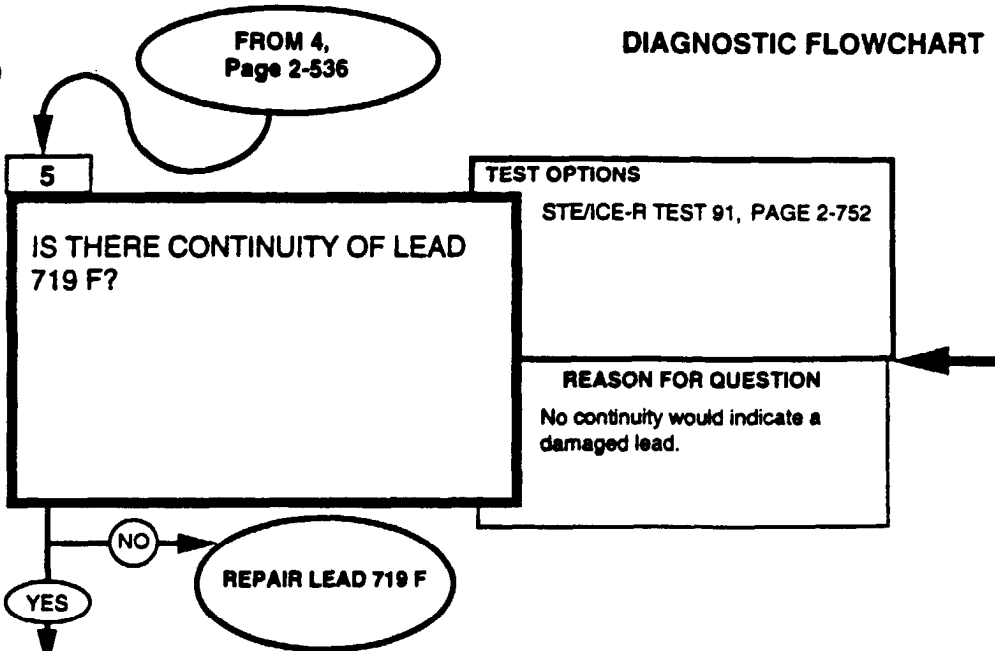 FROM 4,
Page 2-536
DIAGNOSTIC FLOWCHART
5
TEST OPTIONS
STE/ICE-R TEST 91, PAGE 2-752
IS THERE CONTINUITY OF LEAD
719 F?
REASON FOR QUESTION
No continuity would indicate a
damaged lead.
NO
REPAIR LEAD 719 F
YES